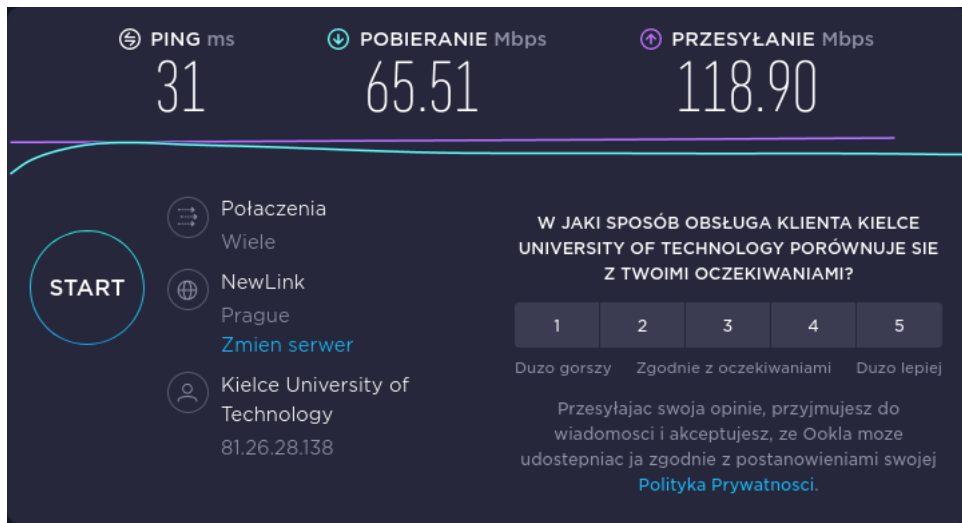 PING ms
31
POBIERANIE Mbps
65.51
PRZESYŁANIE Mbps
118.90
START
Połaczenia
Wiele
NewLink
Prague
Zmien serwer
Kielce University of
Technology
81.26.28.138
W JAKI SPOSÓB OBSŁUGA KLIENTA KIELCE
UNIVERSITY OF TECHNOLOGY PORÓWNUJE SIE
Z TWOIMI OCZEKIWANIAMI?
1 2 3 4 5
Duzo gorszy Zgodnie z oczekiwaniami Duzo lepiej
Przesyłajac swoja opinie, przyjmujesz do
wiadomosci i akceptujesz, ze Ookla moze
udostepniac ja zgodnie z postanowieniami swojej
Polityka Prywatnosci.